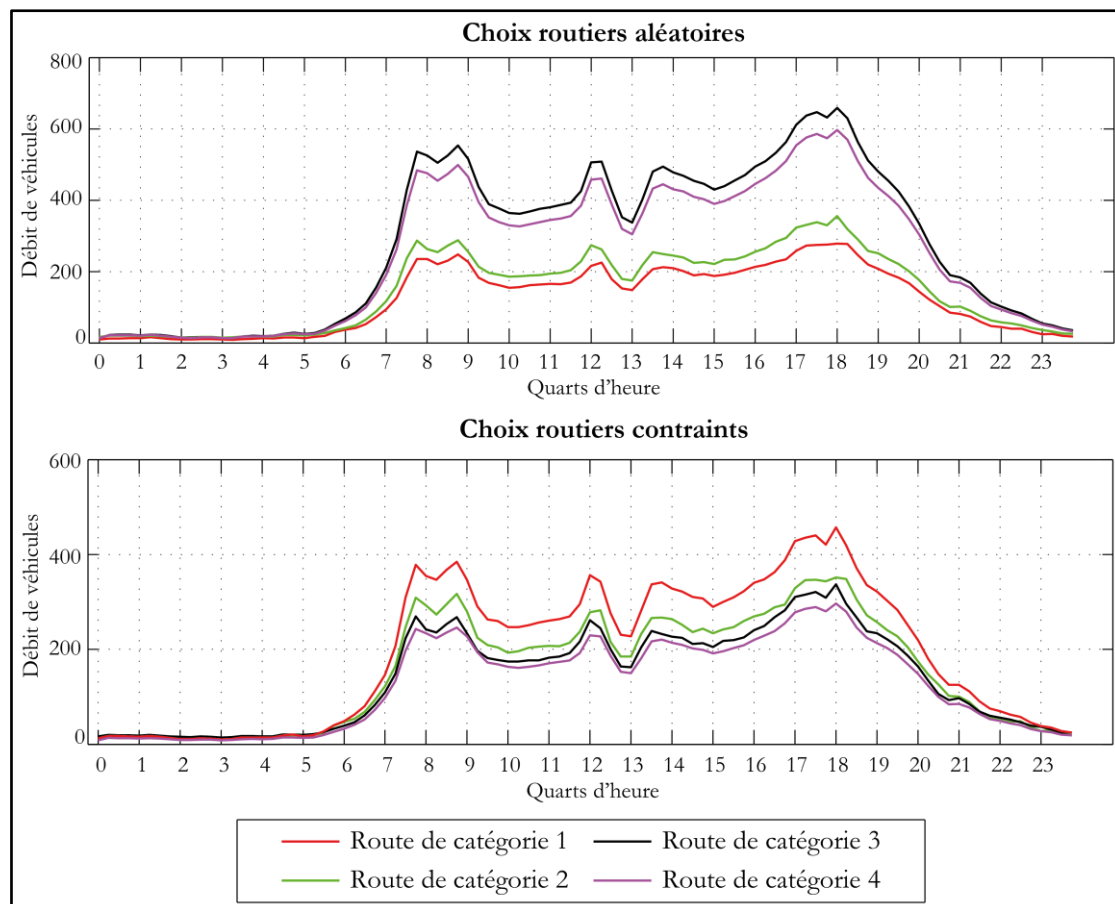 Choix routiers aléatoires
800
600
400
200
0
Débit de véhicules
0 1 2 3 4 5 6 7 8 9 10 11 12 13 14 15 16 17 18 19 20 21 22 23
Quarts d'heure
Choix routiers contraints
600
400
200
0
Débit de véhicules
0 1 2 3 4 5 6 7 8 9 10 11 12 13 14 15 16 17 18 19 20 21 22 23
Quarts d'heure
Route de catégorie 1 Route de catégorie 3
Route de catégorie 2 Route de catégorie 4